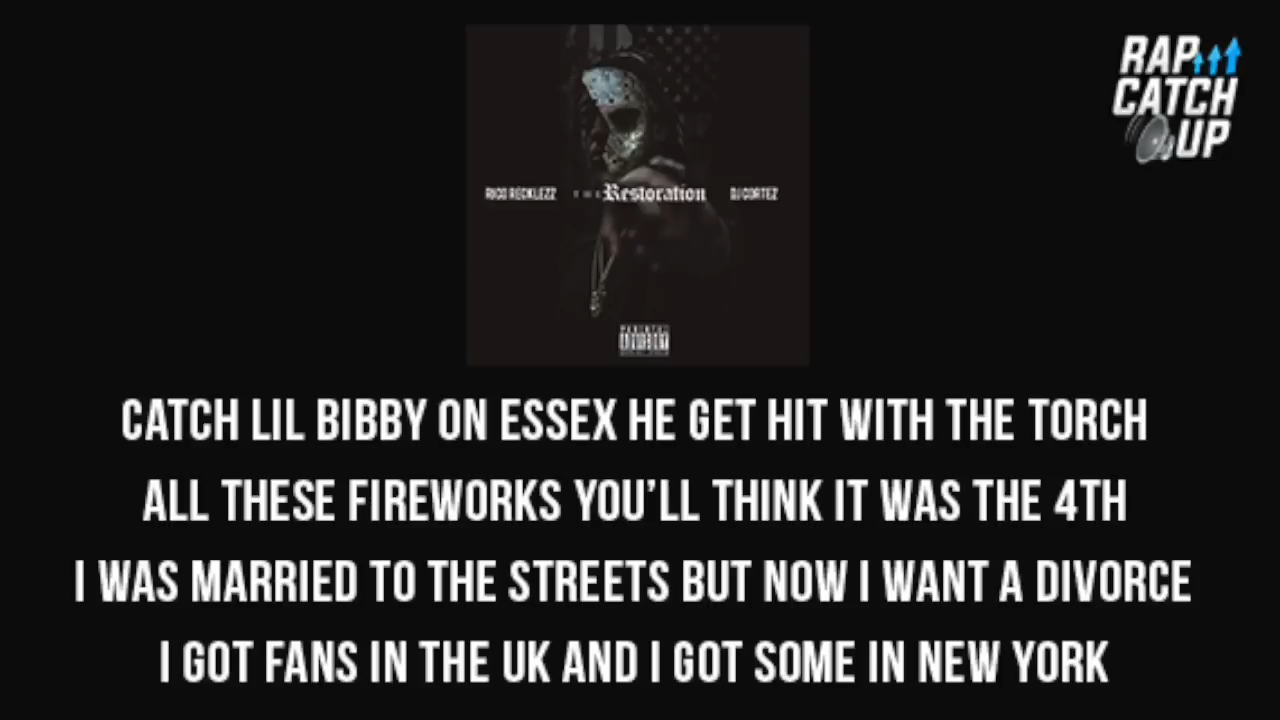 RAP
CATCH
UP
RICO RECKLEZZ THE Restoration DJ CORTEZ
CATCH LIL BIBBY ON ESSEX HE GET HIT WITH THE TORCH
ALL THESE FIREWORKS YOU'LL THINK IT WAS THE 4TH
I WAS MARRIED TO THE STREETS BUT NOW I WANT A DIVORCE
I GOT FANS IN THE UK AND I GOT SOME IN NEW YORK